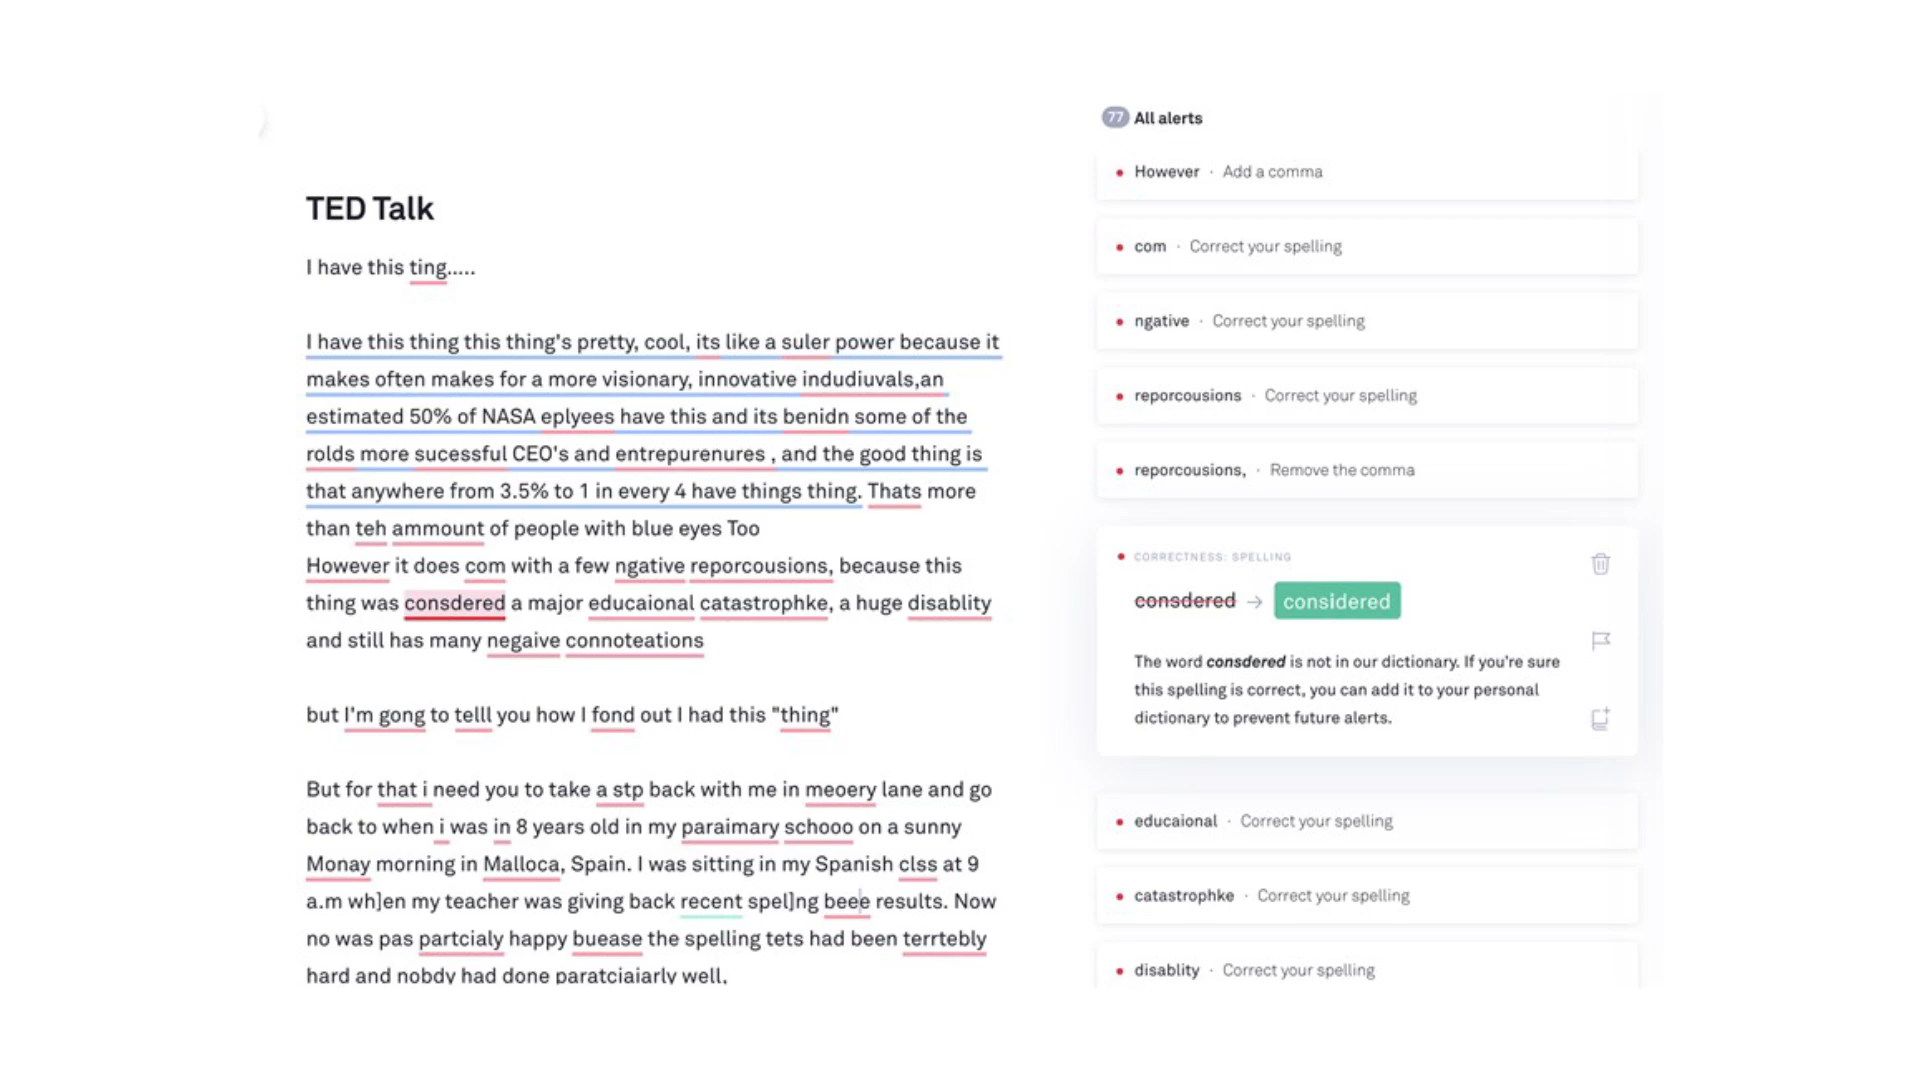 TED Talk
I have this ting.....
I have this thing this thing's pretty, cool, its like a suler power because it
makes often makes for a more visionary, innovative indudiuvals,an
estimated 50% of NASA eplyees have this and its benidn some of the
rolds more sucessful CEO's and entrepurenures , and the good thing is
that anywhere from 3.5% to 1 in every 4 have things thing. Thats more
than teh ammount of people with blue eyes Too
However it does com with a few ngative reporcousions, because this
thing was consdered a major educaional catastrophke, a huge disablity
and still has many negaive connoteations
but I'm gong to telll you how I fond out I had this "thing"
But for that i need you to take a stp back with me in meoery lane and go
back to when i was in 8 years old in my paraimary schooo on a sunny
Monay morning in Malloca, Spain. I was sitting in my Spanish clss at 9
a.m wh]en my teacher was giving back recent spel]ng beee results. Now
no was pas partcialy happy buease the spelling tets had been terrtebly
hard and nobdy had done paratciaiarly well,
77 All alerts
However · Add a comma
com · Correct your spelling
ngative · Correct your spelling
reporcousions · Correct your spelling
reporcousions, · Remove the comma
CORRECTNESS: SPELLING
consdered → considered
The word consdered is not in our dictionary. If you're sure
this spelling is correct, you can add it to your personal
dictionary to prevent future alerts.
educaional · Correct your spelling
catastrophke · Correct your spelling
disablity · Correct your spelling